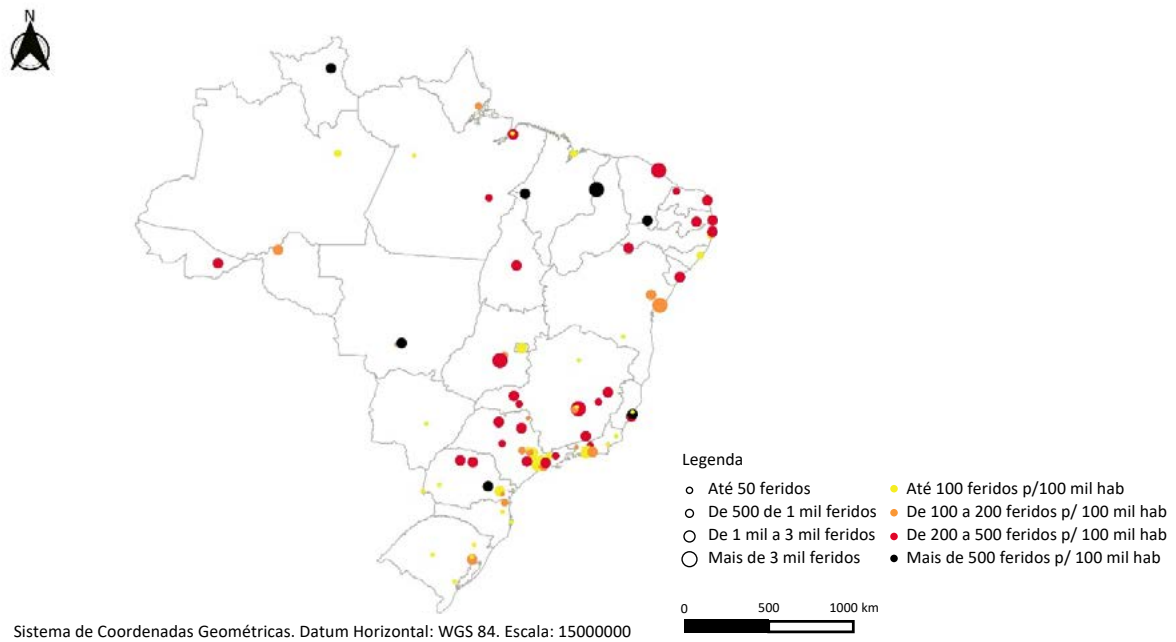 N
Legenda
Até 50 feridos
De 500 de 1 mil feridos
De 1 mil a 3 mil feridos
Mais de 3 mil feridos
Até 100 feridos p/100 mil hab
De 100 a 200 feridos p/ 100 mil hab
De 200 a 500 feridos p/ 100 mil hab
Mais de 500 feridos p/ 100 mil hab
0 500 1000 km
Sistema de Coordenadas Geométricas. Datum Horizontal: WGS 84. Escala: 15000000